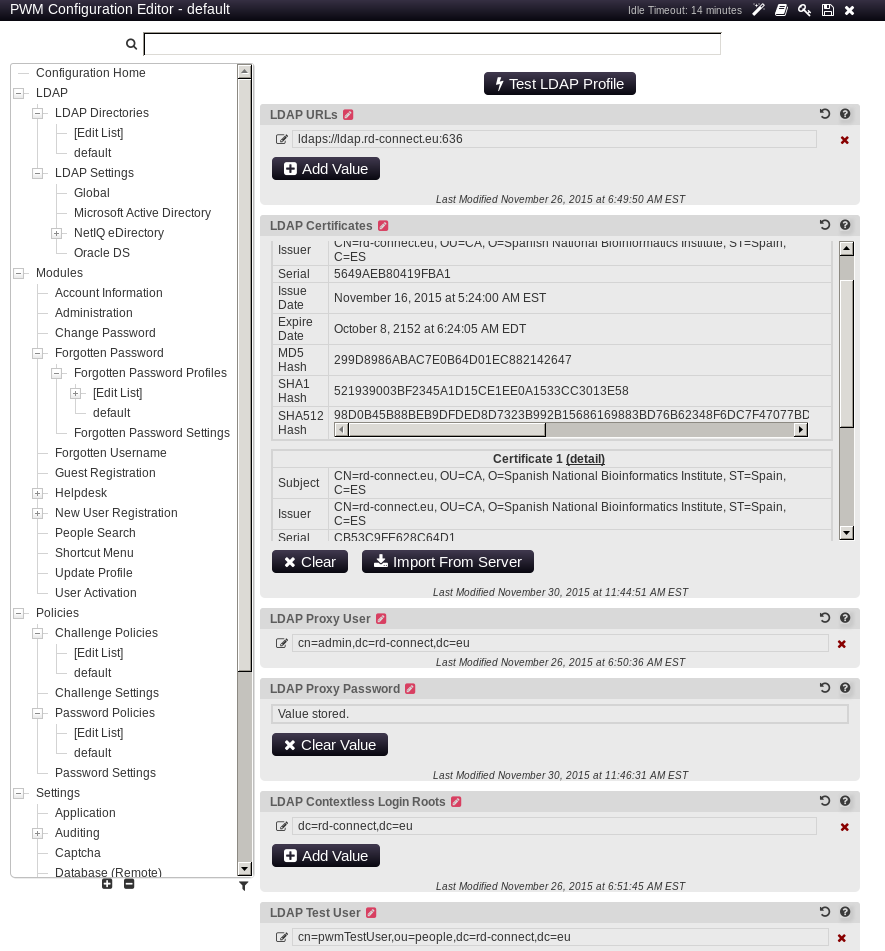 PWM Configuration Editor - default
Idle Timeout: 14 minutes
Configuration Home
LDAP
LDAP Directories
[Edit List]
default
LDAP Settings
Global
Microsoft Active Directory
NetIQ eDirectory
Oracle DS
Modules
Account Information
Administration
Change Password
Forgotten Password
Forgotten Password Profiles
[Edit List]
default
Forgotten Password Settings
Forgotten Username
Guest Registration
Helpdesk
New User Registration
People Search
Shortcut Menu
Update Profile
User Activation
Policies
Challenge Policies
[Edit List]
default
Challenge Settings
Password Policies
[Edit List]
default
Password Settings
Settings
Application
Auditing
Captcha
Database (Remote)
Test LDAP Profile
LDAP URLs
ldaps://ldap.rd-connect.eu:636
Add Value
Last Modified November 26, 2015 at 6:49:50 AM EST
LDAP Certificates
Issuer
CN=rd-connect.eu, OU=CA, O=Spanish National Bioinformatics Institute, ST=Spain,
C=ES
Serial
5649AEB80419FBA1
Issue
Date
November 16, 2015 at 5:24:00 AM EST
Expire
Date
October 8, 2152 at 6:24:05 AM EDT
MD5
Hash
299D8986ABAC7E0B64D01EC882142647
SHA1
Hash
521939003BF2345A1D15CE1EE0A1533CC3013E58
SHA512
Hash
98D0B45B88BEB9DFDED8D7323B992B15686169883BD76B62348F6DC7F47077BD
Certificate 1 (detail)
Subject
CN=rd-connect.eu, OU=CA, O=Spanish National Bioinformatics Institute, ST=Spain,
C=ES
Issuer
CN=rd-connect.eu, OU=CA, O=Spanish National Bioinformatics Institute, ST=Spain,
C=ES
Serial
CB53C9FE628C64D1
Clear
Import From Server
Last Modified November 30, 2015 at 11:44:51 AM EST
LDAP Proxy User
cn=admin,dc=rd-connect,dc=eu
Last Modified November 26, 2015 at 6:50:36 AM EST
LDAP Proxy Password
Value stored.
Clear Value
Last Modified November 30, 2015 at 11:46:31 AM EST
LDAP Contextless Login Roots
dc=rd-connect,dc=eu
Add Value
Last Modified November 26, 2015 at 6:51:45 AM EST
LDAP Test User
cn=pwmTestUser,ou=people,dc=rd-connect,dc=eu